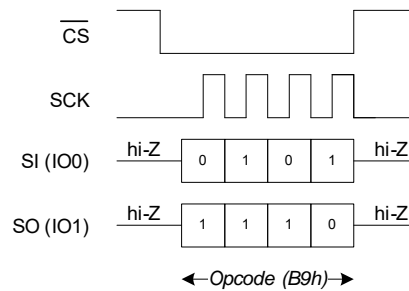 CS
SCK
hi-Z hi-Z
SI (IO0) 0 1 0 1
hi-Z hi-Z
SO (IO1) 1 1 1 0
Opcode (B9h)